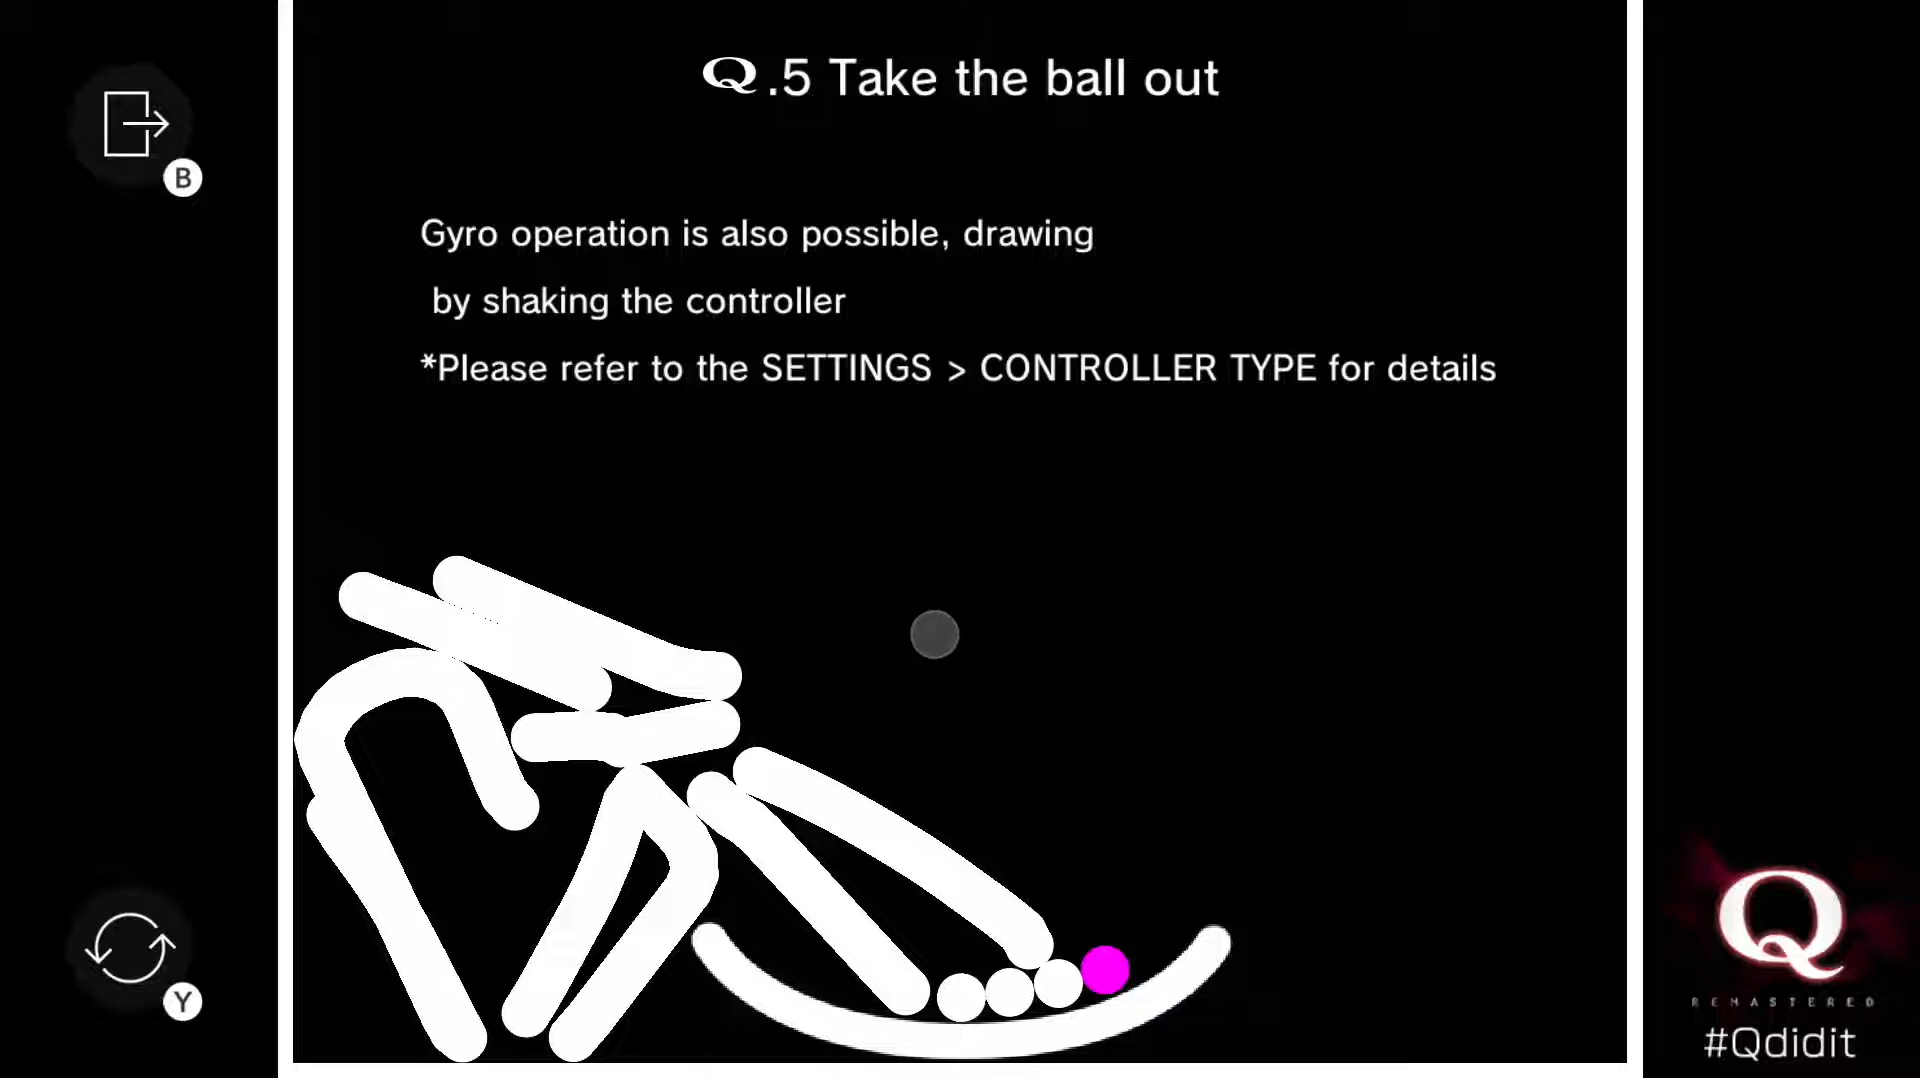 Q.5 Take the ball out
Gyro operation is also possible, drawing
by shaking the controller
*Please refer to the SETTINGS > CONTROLLER TYPE for details
B
Y
Q
REMASTERED
#Qdidit